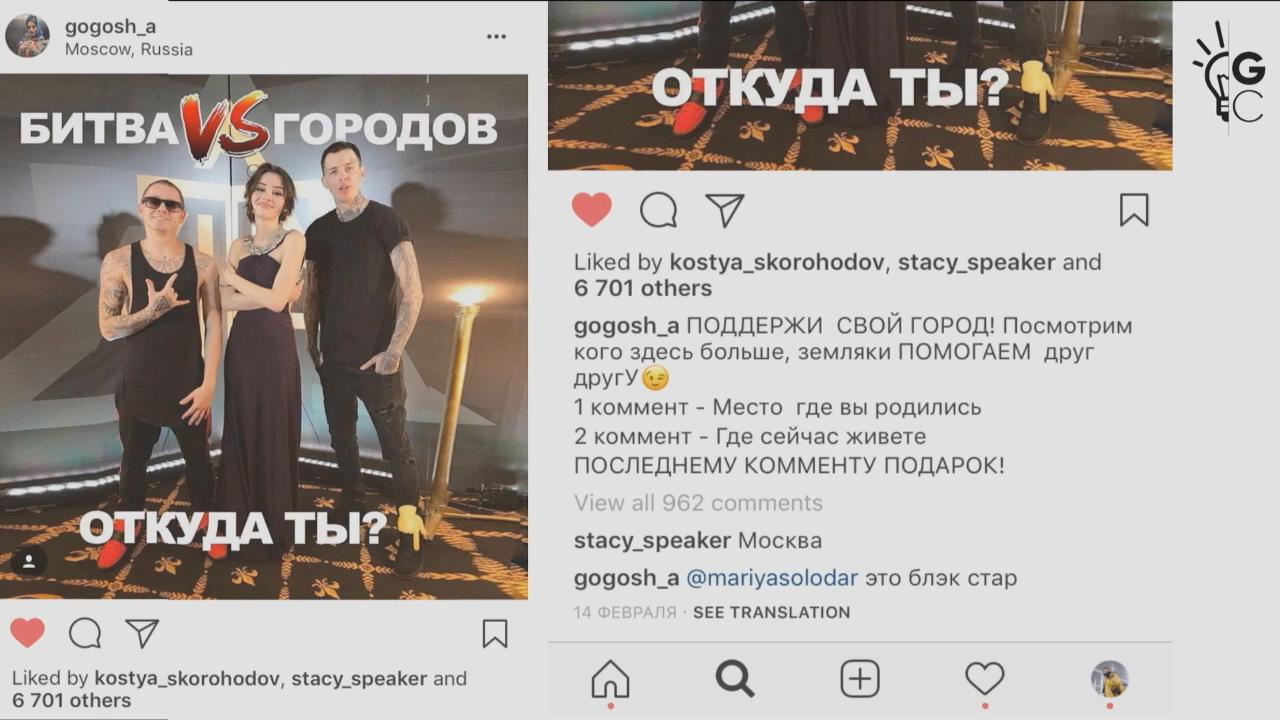 gogosh_a
Moscow, Russia
БИТВА VS ГОРОДОВ
ОТКУДА ТЫ?
Liked by kostya_skorohodov, stacy_speaker and
6 701 others
ОТКУДА ТЫ?
Liked by kostya_skorohodov, stacy_speaker and
6 701 others
gogosh_a ПОДДЕРЖИ СВОЙ ГОРОД! Посмотрим
кого здесь больше, земляки ПОМОГАЕМ друг
другУ😉
1 коммент - Место где вы родились
2 коммент - Где сейчас живете
ПОСЛЕДНЕМУ КОММЕНТУ ПОДАРОК!
View all 962 comments
stacy_speaker Москва
gogosh_a @mariyasolodar это блэк стар
14 ФЕВРАЛЯ · SEE TRANSLATION
G
C